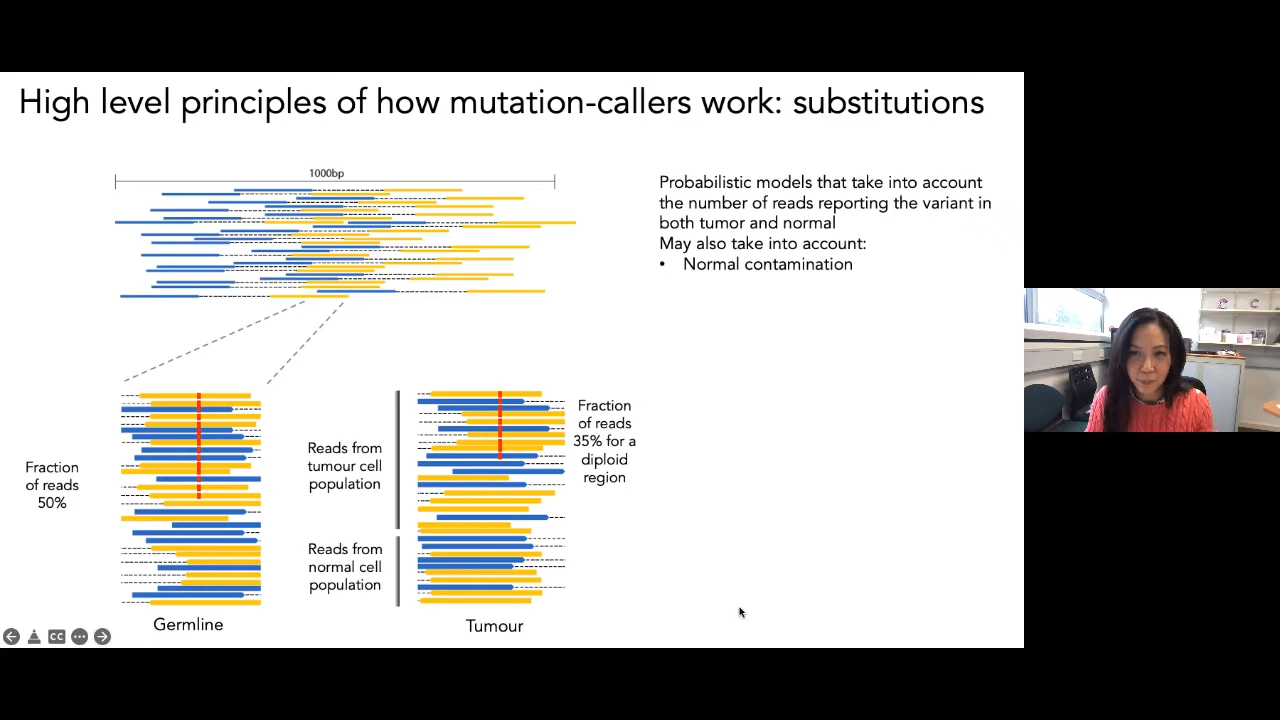 High level principles of how mutation-callers work: substitutions
1000bp
Probabilistic models that take into account
the number of reads reporting the variant in
both tumor and normal
May also take into account:
• Normal contamination
Fraction
of reads
50%
Reads from
tumour cell
population
Reads from
normal cell
population
Fraction
of reads
35% for a
diploid
region
Germline
Tumour
CC